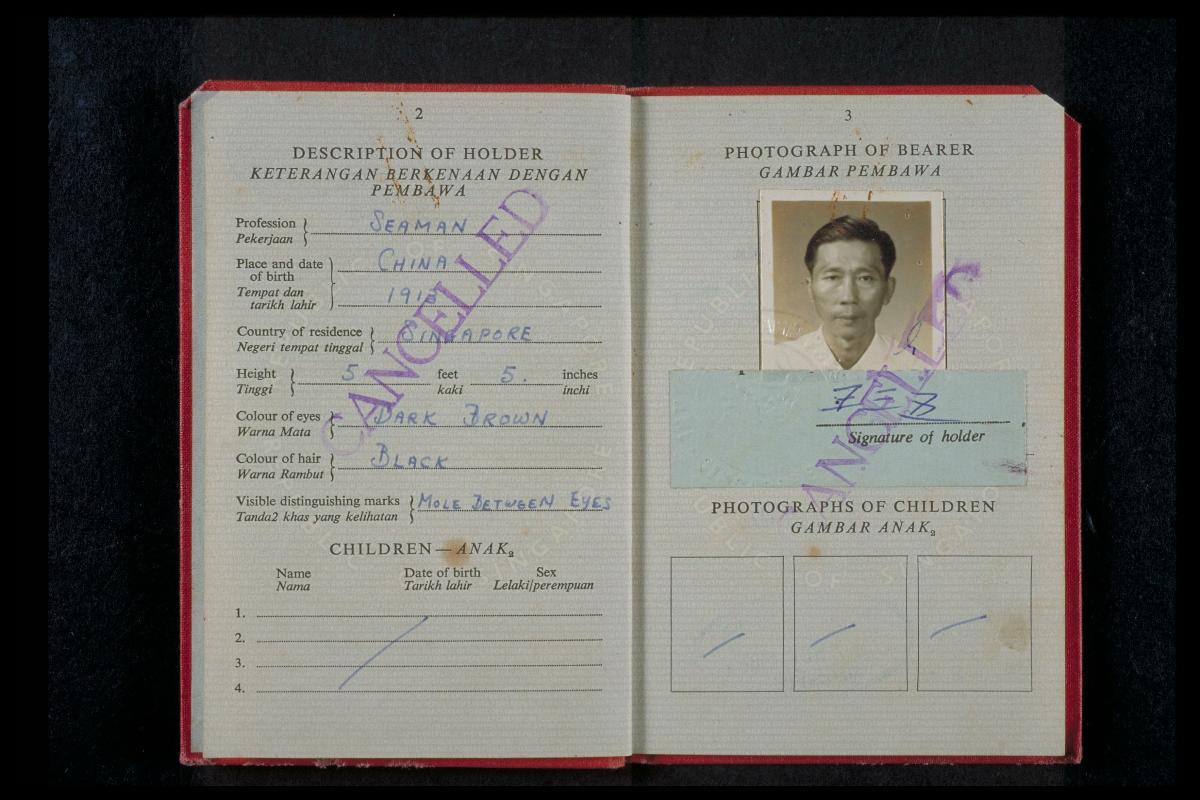 2
DESCRIPTION OF HOLDER
KETERANGAN BERKENAAN DENGAN
PEMBAWA
Profession SEAMAN
Pekerjaan
Place and date CHINA
of birth
Tempat dan
tarikh lahir
Country of residence SINGAPORE
Negeri tempat tinggal
Height 5 feet 5. inches
Tinggi kaki inchi
Colour of eyes DARK BROWN
Warna Mata
Colour of hair BLACK
Warna Rambut
Visible distinguishing marks MOLE BETWEEN EYES
Tanda2 khas yang kelihatan
CHILDREN—ANAK2
Name Date of birth Sex
Nama Tarikh lahir Lelaki/perempuan
1.
2.
3.
4.
CANCELLED
3
PHOTOGRAPH OF BEARER
GAMBAR PEMBAWA
Signature of holder
PHOTOGRAPHS OF CHILDREN
GAMBAR ANAK2
CANCELLED